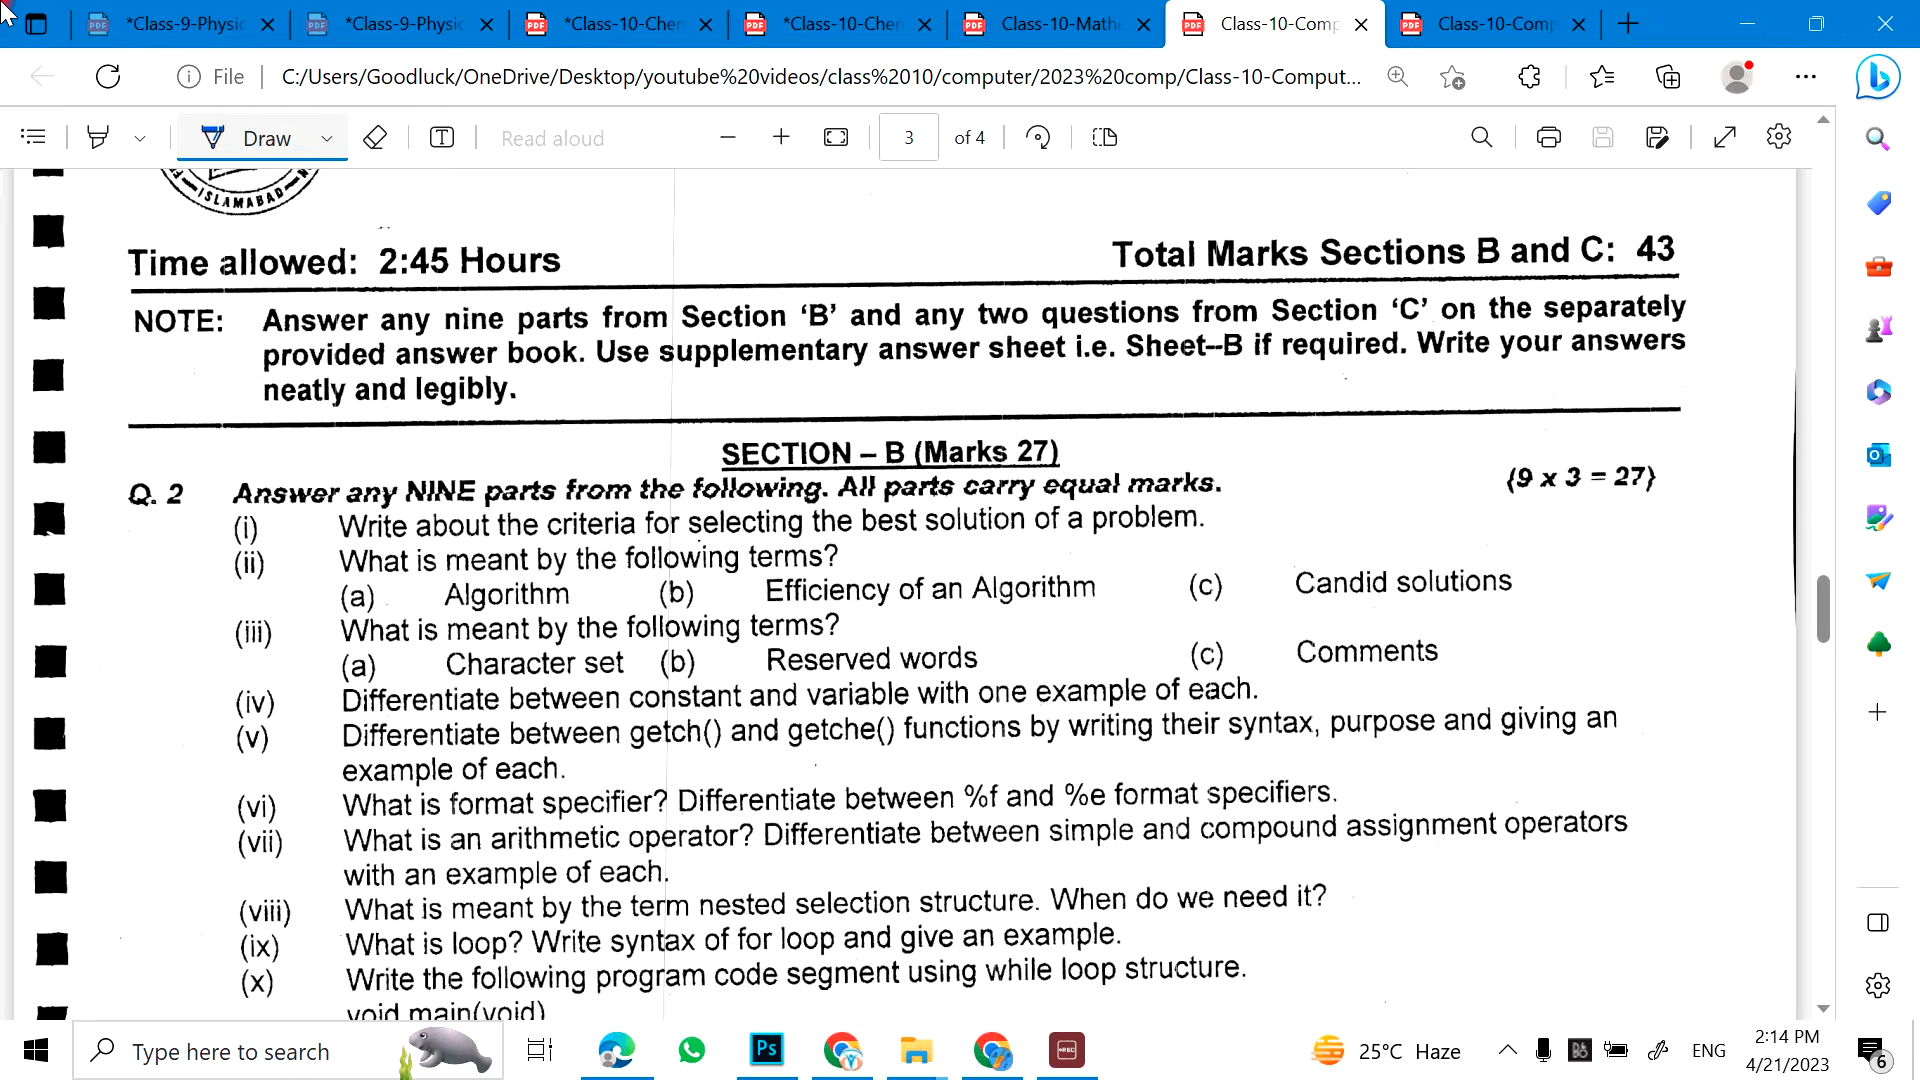 *Class-9-Physic
*Class-9-Physic
*Class-10-Chen
*Class-10-Chen
Class-10-Mathe
Class-10-Comp
Class-10-Comp
File
C:/Users/Goodluck/OneDrive/Desktop/youtube%20videos/class%2010/computer/2023%20comp/Class-10-Comput...
Draw
Read aloud
3
of 4
ISLAMABAD
Time allowed: 2:45 Hours
Total Marks Sections B and C: 43
NOTE: Answer any nine parts from Section ‘B’ and any two questions from Section ‘C’ on the separately
provided answer book. Use supplementary answer sheet i.e. Sheet–B if required. Write your answers
neatly and legibly.
SECTION – B (Marks 27)
Q. 2 Answer any NINE parts from the following. All parts carry equal marks. (9 x 3 = 27)
(i) Write about the criteria for selecting the best solution of a problem.
(ii) What is meant by the following terms?
(a) Algorithm (b) Efficiency of an Algorithm (c) Candid solutions
(iii) What is meant by the following terms?
(a) Character set (b) Reserved words (c) Comments
(iv) Differentiate between constant and variable with one example of each.
(v) Differentiate between getch() and getche() functions by writing their syntax, purpose and giving an
example of each.
(vi) What is format specifier? Differentiate between %f and %e format specifiers.
(vii) What is an arithmetic operator? Differentiate between simple and compound assignment operators
with an example of each.
(viii) What is meant by the term nested selection structure. When do we need it?
(ix) What is loop? Write syntax of for loop and give an example.
(x) Write the following program code segment using while loop structure.
void main(void)
Type here to search
Ps
REC
25°C Haze
ENG
2:14 PM
4/21/2023
6